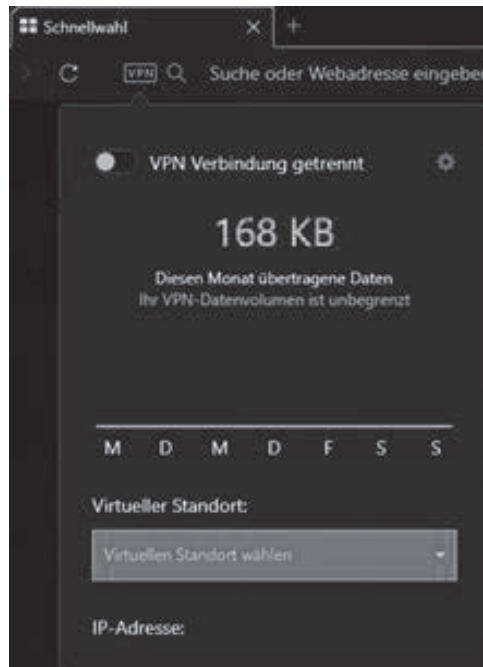 Schnellwahl
VPN Suche oder Webadresse eingeben
VPN Verbindung getrennt
168 KB
Diesen Monat übertragene Daten
Ihr VPN-Datenvolumen ist unbegrenzt
M D M D F S S
Virtueller Standort:
Virtuellen Standort wählen
IP-Adresse: